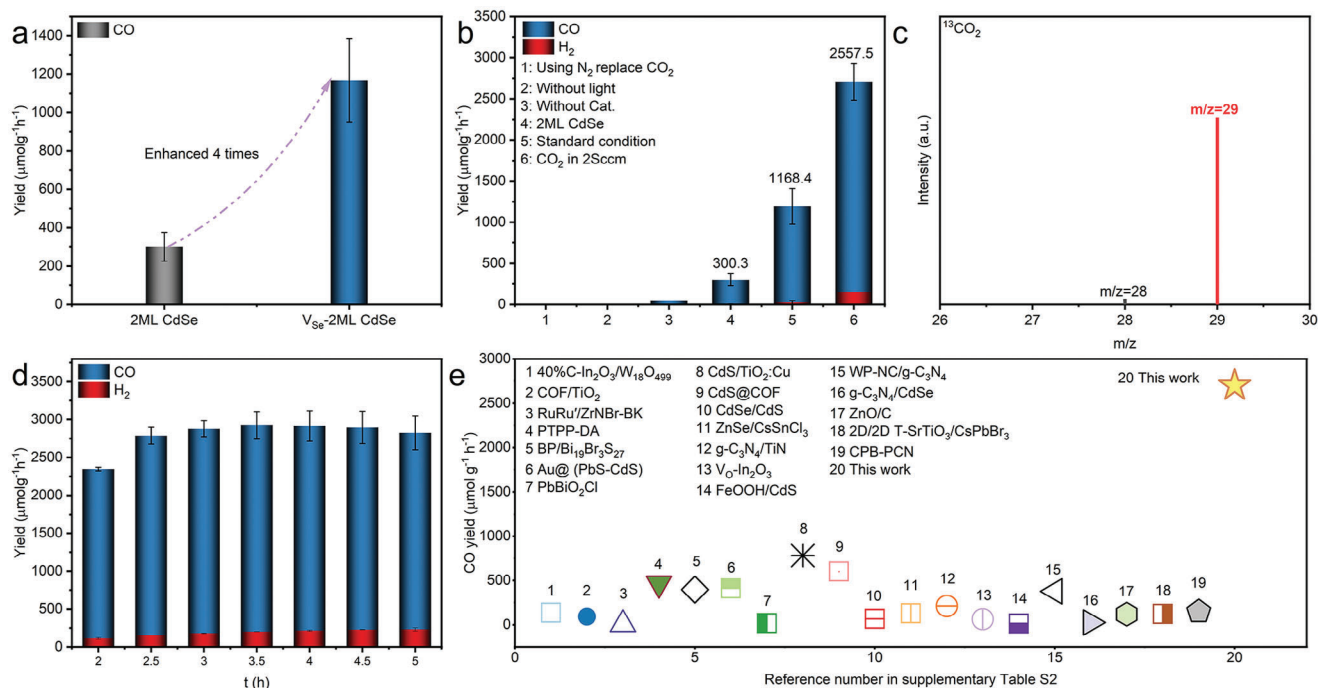 a
CO
Yield (μmolg⁻¹h⁻¹)
1400
1200
1000
800
600
400
200
0
Enhanced 4 times
2ML CdSe
V_Se-2ML CdSe
b
CO
H₂
1: Using N₂ replace CO₂
2: Without light
3: Without Cat.
4: 2ML CdSe
5: Standard condition
6: CO₂ in 2Sccm
Yield (μmolg⁻¹h⁻¹)
3500
3000
2500
2000
1500
1000
500
0
300.3
1168.4
2557.5
1 2 3 4 5 6
c
¹³CO₂
Intensity (a.u.)
m/z=29
m/z=28
26 27 28 29 30
m/z
d
CO
H₂
Yield (μmolg⁻¹h⁻¹)
3500
3000
2500
2000
1500
1000
500
0
2 2.5 3 3.5 4 4.5 5
t (h)
e
CO yield (μmol g⁻¹ h⁻¹)
3000
2500
2000
1500
1000
500
0
1 40%C-In₂O₃/W₁₈O₄₉₉
2 COF/TiO₂
3 RuRu'/ZrNBr-BK
4 PTPP-DA
5 BP/Bi₁₉Br₃S₂₇
6 Au@ (PbS-CdS)
7 PbBiO₂Cl
8 CdS/TiO₂:Cu
9 CdS@COF
10 CdSe/CdS
11 ZnSe/CsSnCl₃
12 g-C₃N₄/TiN
13 V_O-In₂O₃
14 FeOOH/CdS
15 WP-NC/g-C₃N₄
16 g-C₃N₄/CdSe
17 ZnO/C
18 2D/2D T-SrTiO₃/CsPbBr₃
19 CPB-PCN
20 This work
20 This work
1
2
3
4
5
6
7
8
9
10
11
12
13
14
15
16
17
18
19
0 5 10 15 20
Reference number in supplementary Table S2